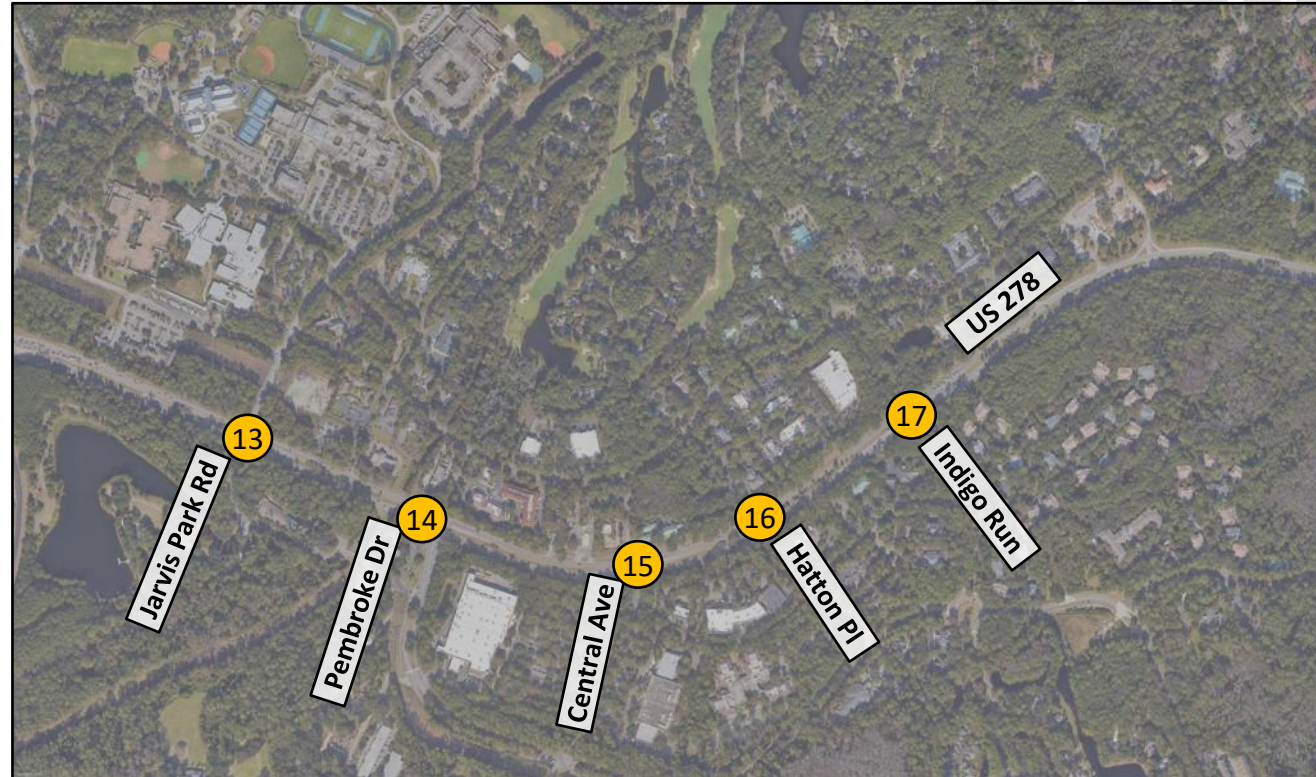 US 278
13
Jarvis Park Rd
14
Pembroke Dr
15
Central Ave
16
Hatton Pl
17
Indigo Run